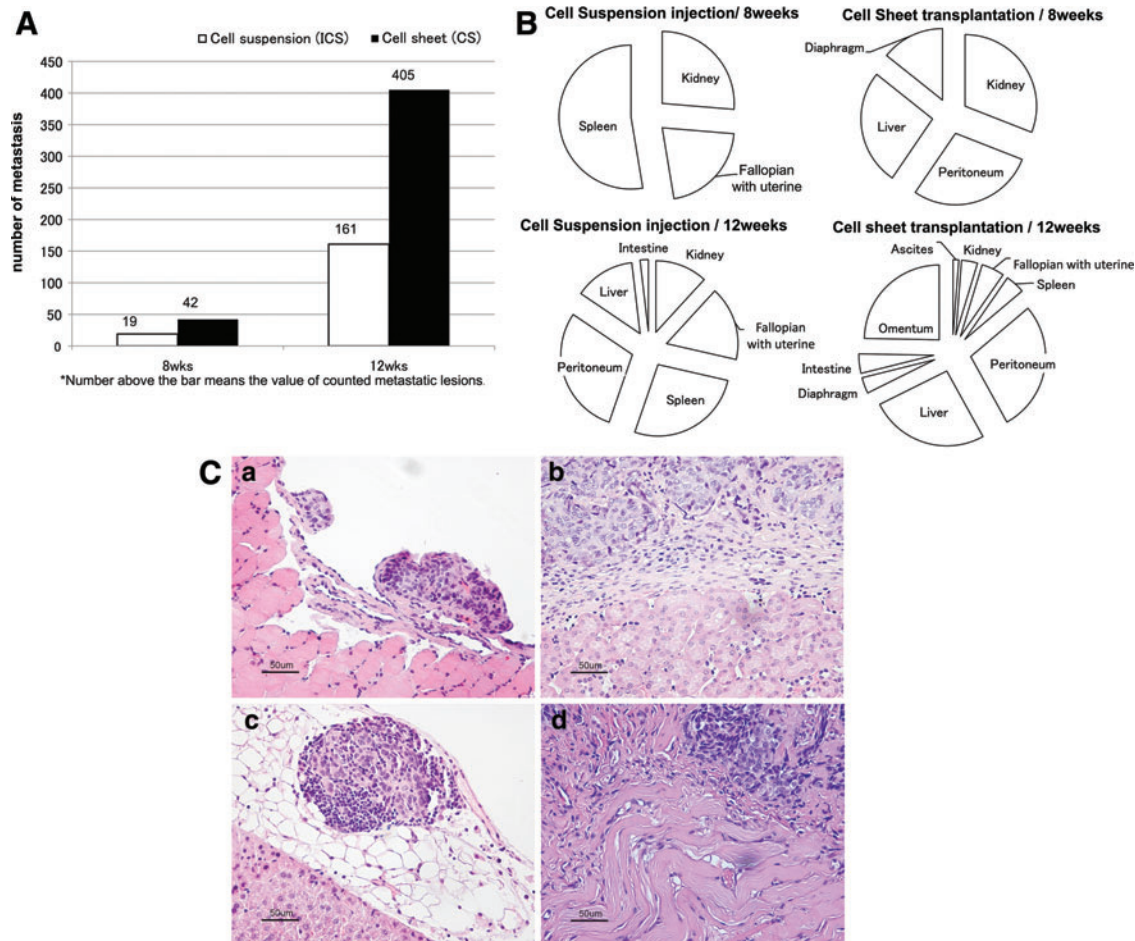 A
Cell suspension (ICS)
Cell sheet (CS)
number of metastasis
450
400
350
300
250
200
150
100
50
0
19
42
161
405
8wks
12wks
*Number above the bar means the value of counted metastatic lesions.
B
Cell Suspension injection/ 8weeks
Kidney
Spleen
Fallopian
with uterine
Cell Sheet transplantation / 8weeks
Diaphragm
Kidney
Liver
Peritoneum
Cell Suspension injection / 12weeks
Intestine
Kidney
Liver
Fallopian
with uterine
Peritoneum
Spleen
Cell sheet transplantation / 12weeks
Ascites
Kidney
Fallopian with uterine
Spleen
Omentum
Peritoneum
Intestine
Diaphragm
Liver
C
a
50um
b
50um
c
50um
d
50um